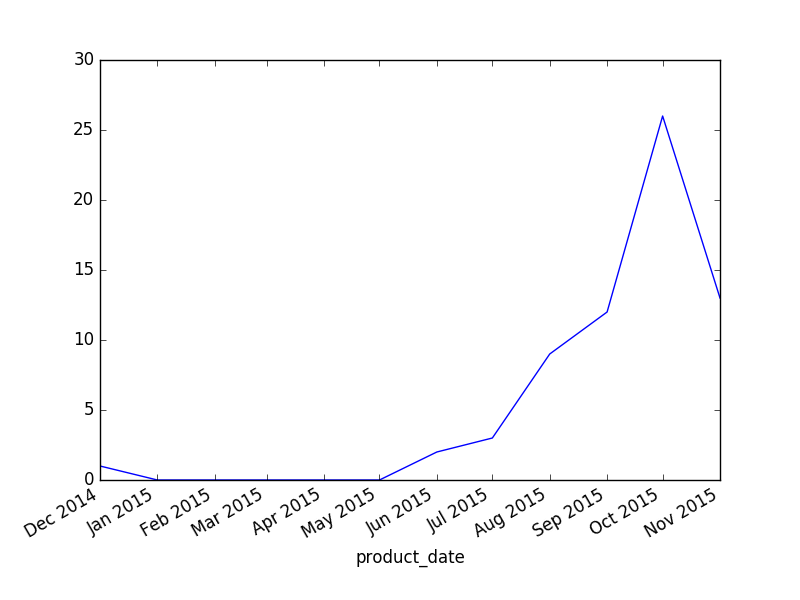 30
25
20
15
10
5
0
Dec 2014
Jan 2015
Feb 2015
Mar 2015
Apr 2015
May 2015
Jun 2015
Jul 2015
Aug 2015
Sep 2015
Oct 2015
Nov 2015
product_date